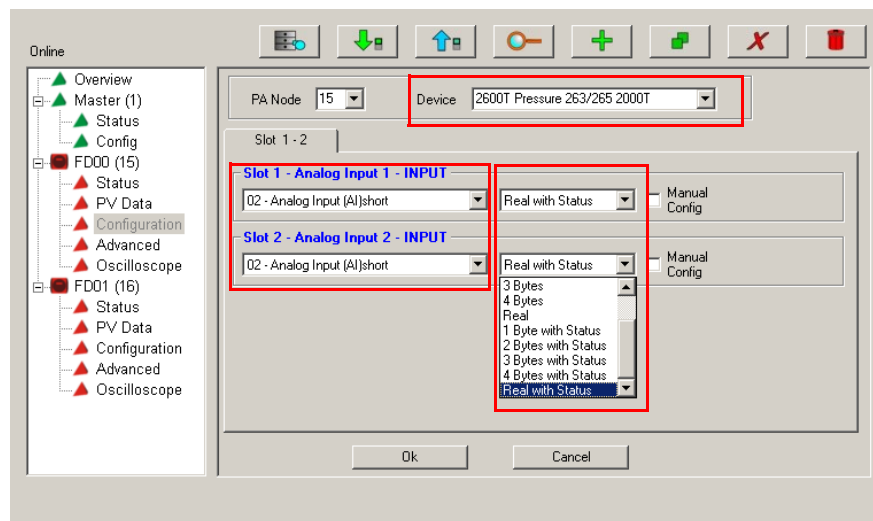 Online
Overview
Master (1)
Status
Config
FD00 (15)
Status
PV Data
Configuration
Advanced
Oscilloscope
FD01 (16)
Status
PV Data
Configuration
Advanced
Oscilloscope
PA Node 15 Device 2600T Pressure 263/265 2000T
Slot 1 - 2
Slot 1 - Analog Input 1 - INPUT
02 - Analog Input (AI)short Real with Status Manual
Config
Slot 2 - Analog Input 2 - INPUT
02 - Analog Input (AI)short Real with Status Manual
Config
3 Bytes
4 Bytes
Real
1 Byte with Status
2 Bytes with Status
3 Bytes with Status
4 Bytes with Status
Real with Status
Ok Cancel